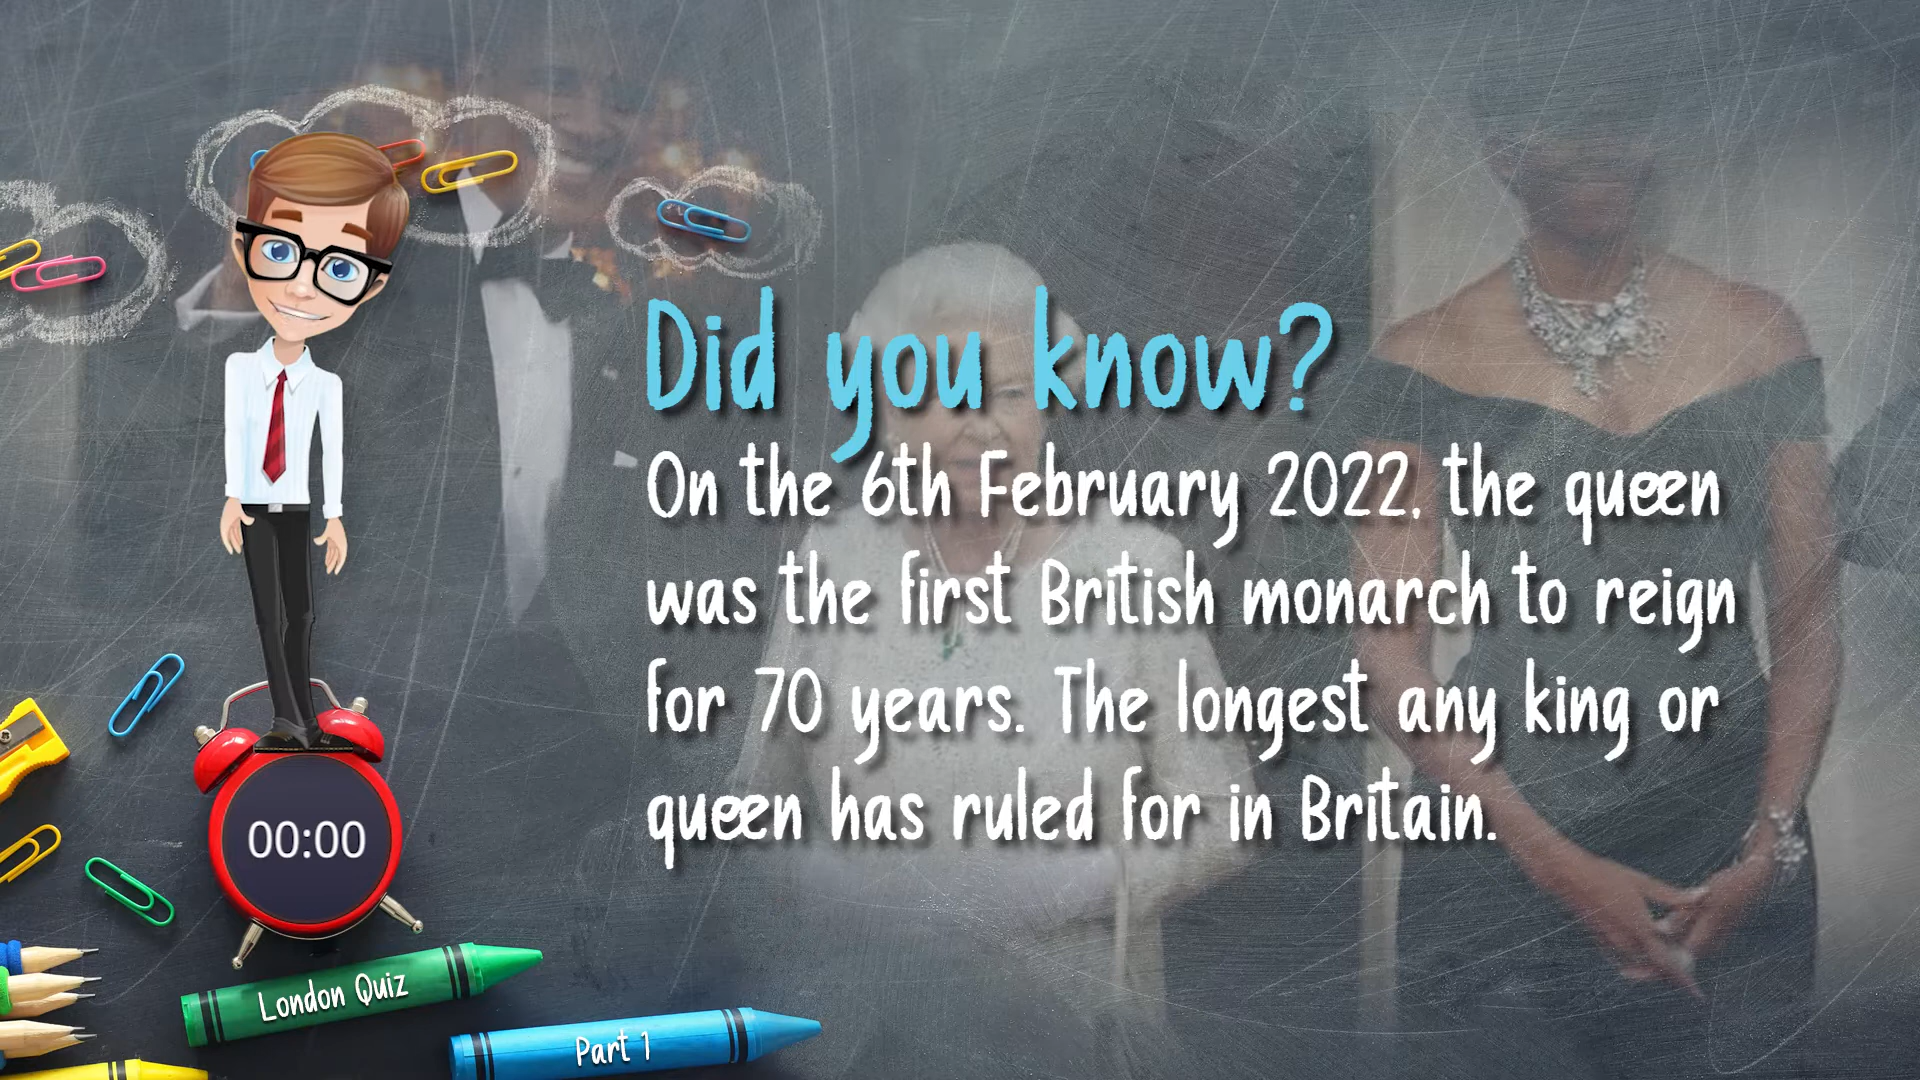 Did you know?
On the 6th February 2022, the queen
was the first British monarch to reign
for 70 years. The longest any king or
queen has ruled for in Britain.
00:00
London Quiz
Part 1